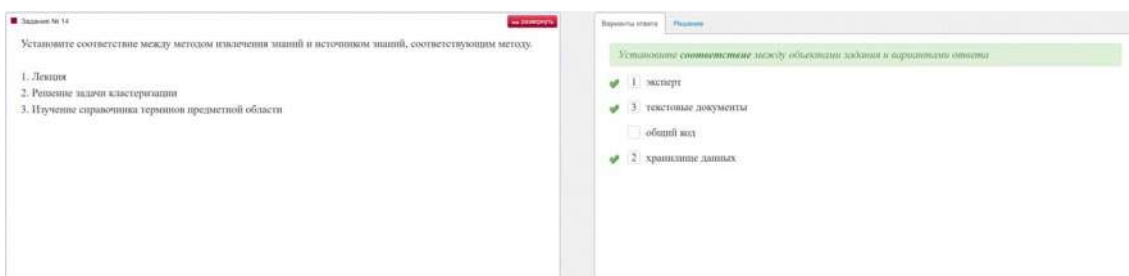 Задание № 14
развернуть
Установите соответствие между методом извлечения знаний и источником знаний, соответствующим методу.
1. Лекция
2. Решение задачи кластеризации
3. Изучение справочника терминов предметной области
Варианты ответа
Решение
Установите соответствие между объектами задания и вариантами ответа
1 эксперт
3 текстовые документы
общий код
2 хранилище данных